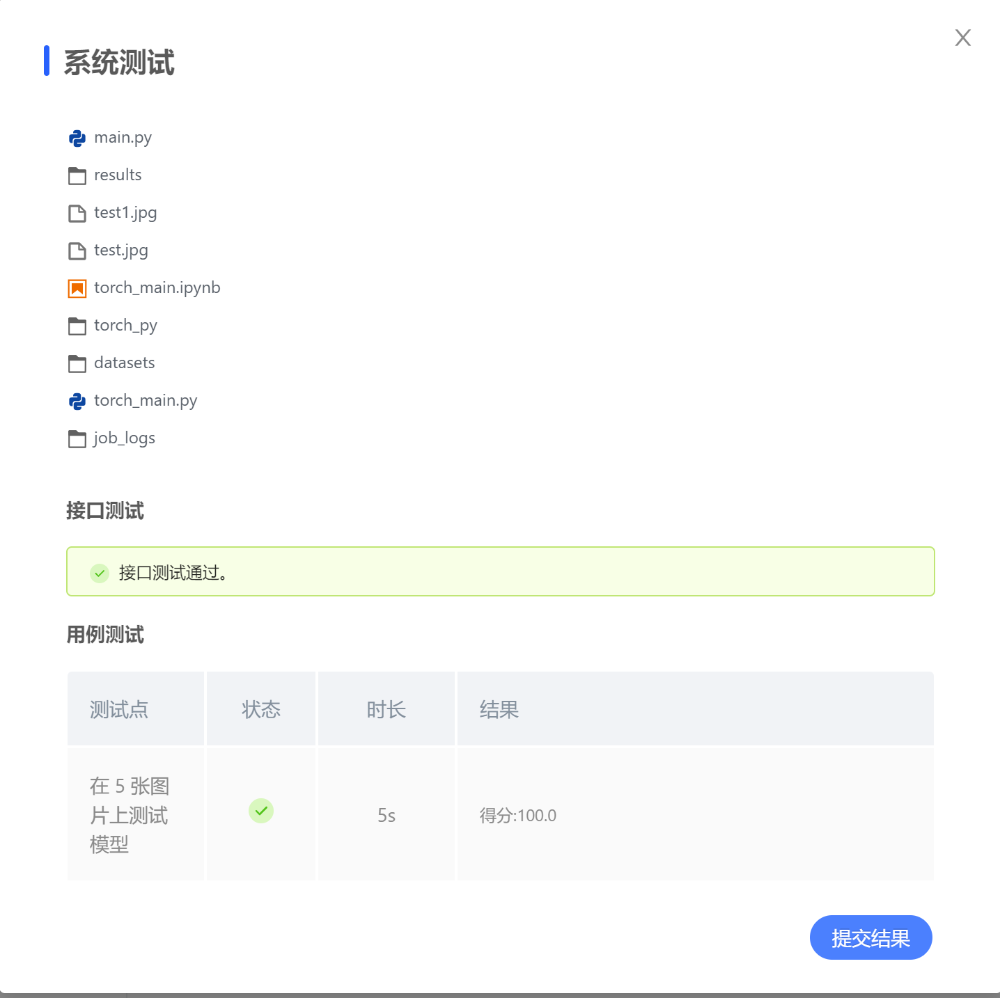 系统测试
main.py
results
test1.jpg
test.jpg
torch_main.ipynb
torch_py
datasets
torch_main.py
job_logs
接口测试
接口测试通过。
用例测试
测试点 状态 时长 结果
在 5 张图
片上测试
模型
5s
得分:100.0
提交结果